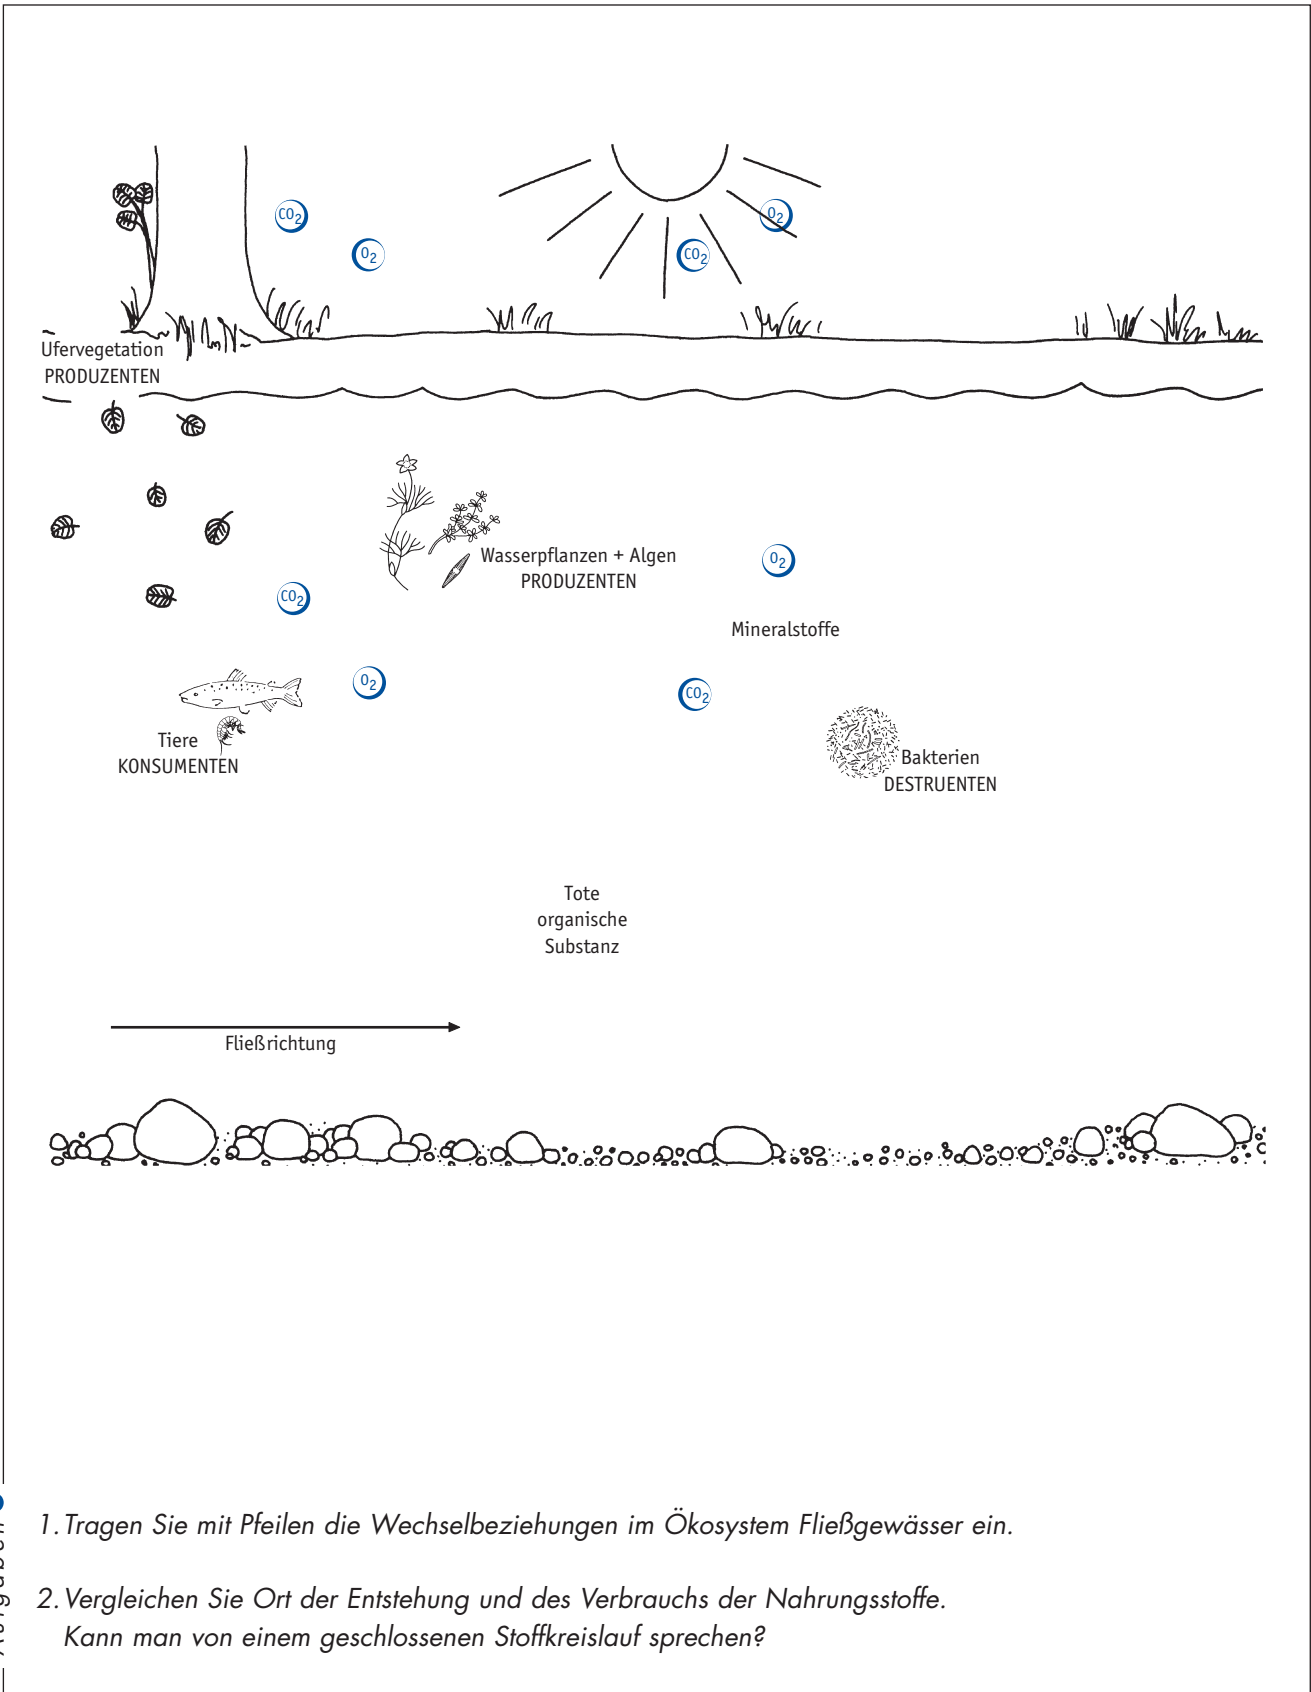 CO2
O2
O2
CO2
Ufervegetation
PRODUZENTEN
Wasserpflanzen + Algen
PRODUZENTEN
O2
CO2
Mineralstoffe
O2
CO2
Tiere
KONSUMENTEN
Bakterien
DESTRUENTEN
Tote
organische
Substanz
Fließrichtung
1. Tragen Sie mit Pfeilen die Wechselbeziehungen im Ökosystem Fließgewässer ein.
2. Vergleichen Sie Ort der Entstehung und des Verbrauchs der Nahrungsstoffe.
Kann man von einem geschlossenen Stoffkreislauf sprechen?